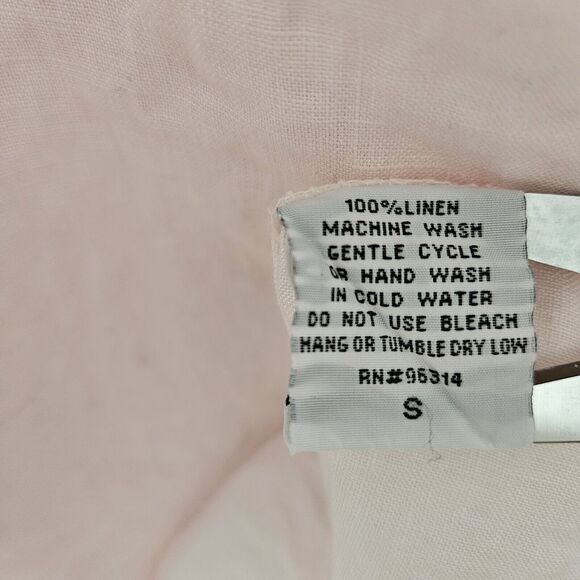 100%LINEN
MACHINE WASH
GENTLE CYCLE
OR HAND WASH
IN COLD WATER
DO NOT USE BLEACH
HANG OR TUMBLE DRY LOW
RN#96314
S